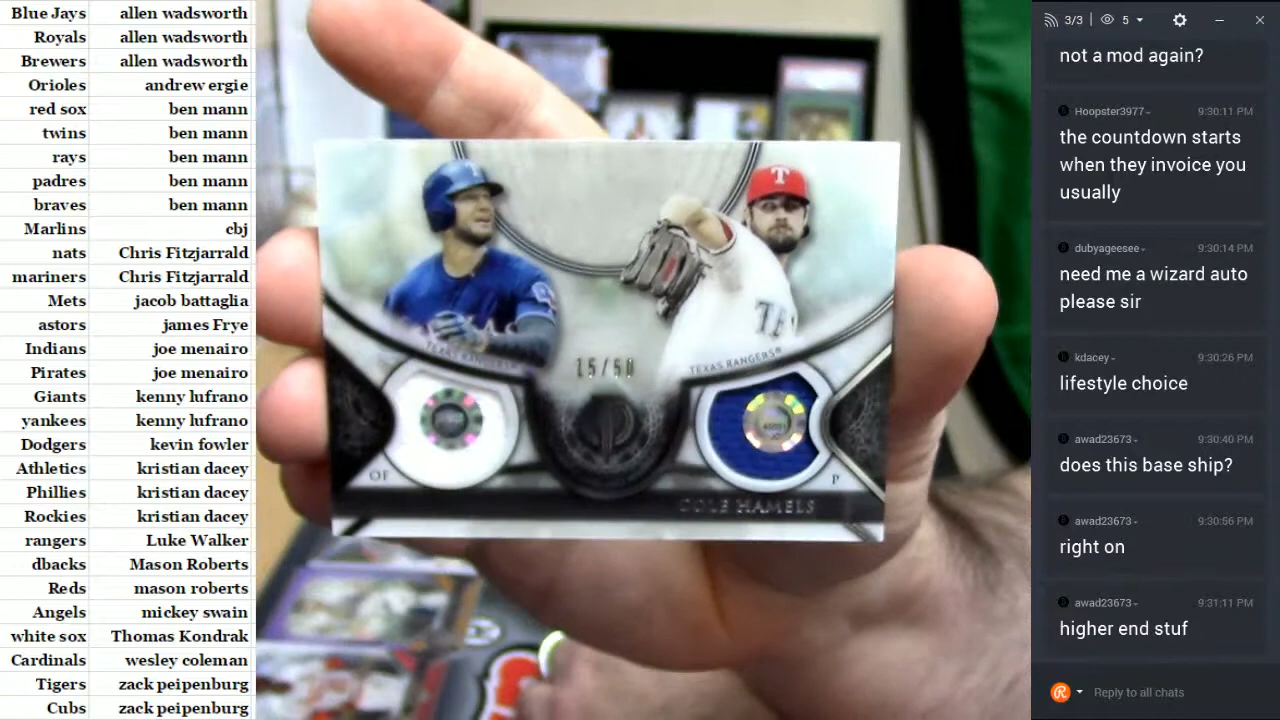 Blue Jays allen wadsworth
Royals allen wadsworth
Brewers allen wadsworth
Orioles andrew ergie
red sox ben mann
twins ben mann
rays ben mann
padres ben mann
braves ben mann
Marlins cbj
nats Chris Fitzjarrald
mariners Chris Fitzjarrald
Mets jacob battaglia
astors james Frye
Indians joe menairo
Pirates joe menairo
Giants kenny lufrano
yankees kenny lufrano
Dodgers kevin fowler
Athletics kristian dacey
Phillies kristian dacey
Rockies kristian dacey
rangers Luke Walker
dbacks Mason Roberts
Reds mason roberts
Angels mickey swain
white sox Thomas Kondrak
Cardinals wesley coleman
Tigers zack peipenburg
Cubs zack peipenburg
T
T
TEXAS
TE
TEXAS RANGERS
15/50
TEXAS RANGERS®
OF
P
COLE HAMELS
3/3 5
not a mod again?
Hoopster3977 9:30:11 PM
the countdown starts
when they invoice you
usually
dubyageesee 9:30:14 PM
need me a wizard auto
please sir
kdacey 9:30:26 PM
lifestyle choice
awad23673 9:30:40 PM
does this base ship?
awad23673 9:30:56 PM
right on
awad23673 9:31:11 PM
higher end stuf
Reply to all chats